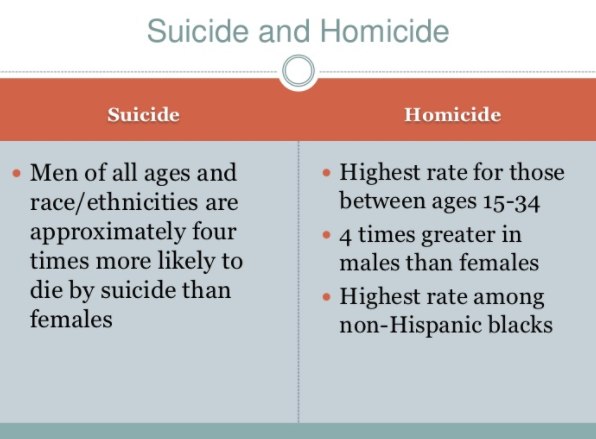 Suicide and Homicide
Suicide
• Men of all ages and
race/ethnicities are
approximately four
times more likely to
die by suicide than
females
Homicide
• Highest rate for those
between ages 15-34
• 4 times greater in
males than females
• Highest rate among
non-Hispanic blacks